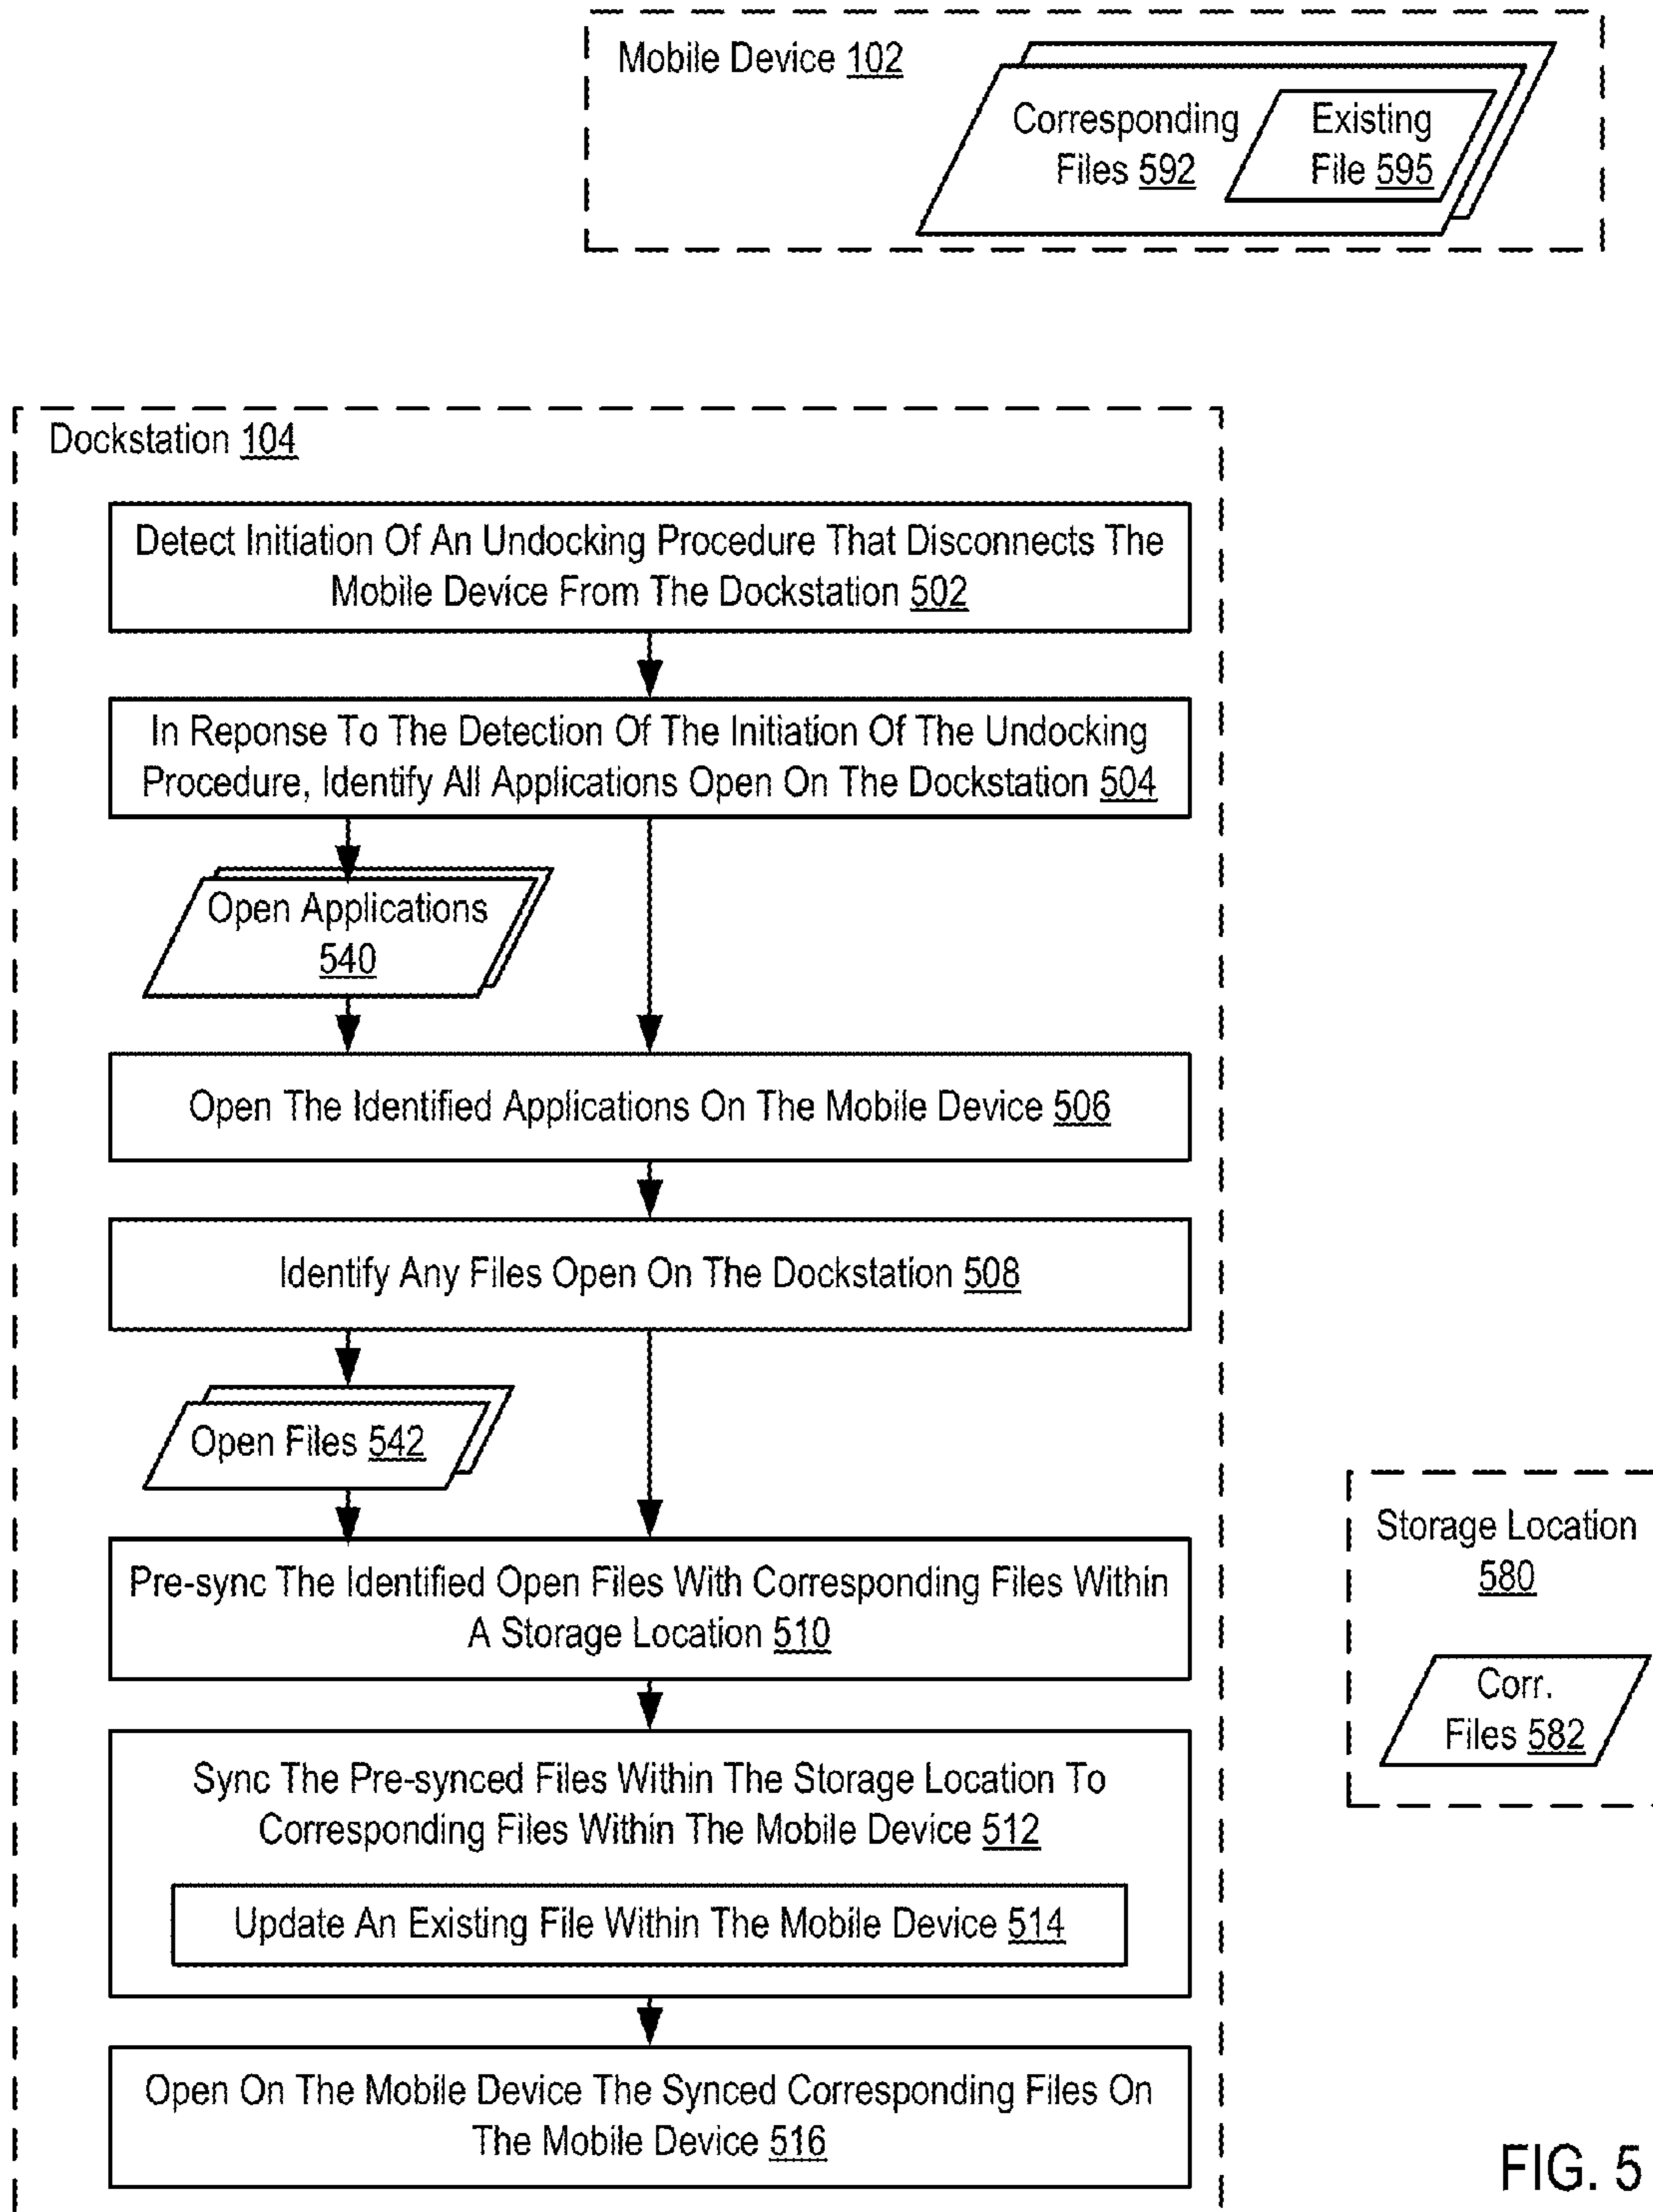 Mobile Device 102
Corresponding
Files 592
Existing
File 595
Dockstation 104
Detect Initiation Of An Undocking Procedure That Disconnects The
Mobile Device From The Dockstation 502
In Reponse To The Detection Of The Initiation Of The Undocking
Procedure, Identify All Applications Open On The Dockstation 504
Open Applications
540
Open The Identified Applications On The Mobile Device 506
Identify Any Files Open On The Dockstation 508
Open Files 542
Pre-sync The Identified Open Files With Corresponding Files Within
A Storage Location 510
Storage Location
580
Corr.
Files 582
Sync The Pre-synced Files Within The Storage Location To
Corresponding Files Within The Mobile Device 512
Update An Existing File Within The Mobile Device 514
Open On The Mobile Device The Synced Corresponding Files On
The Mobile Device 516
FIG. 5